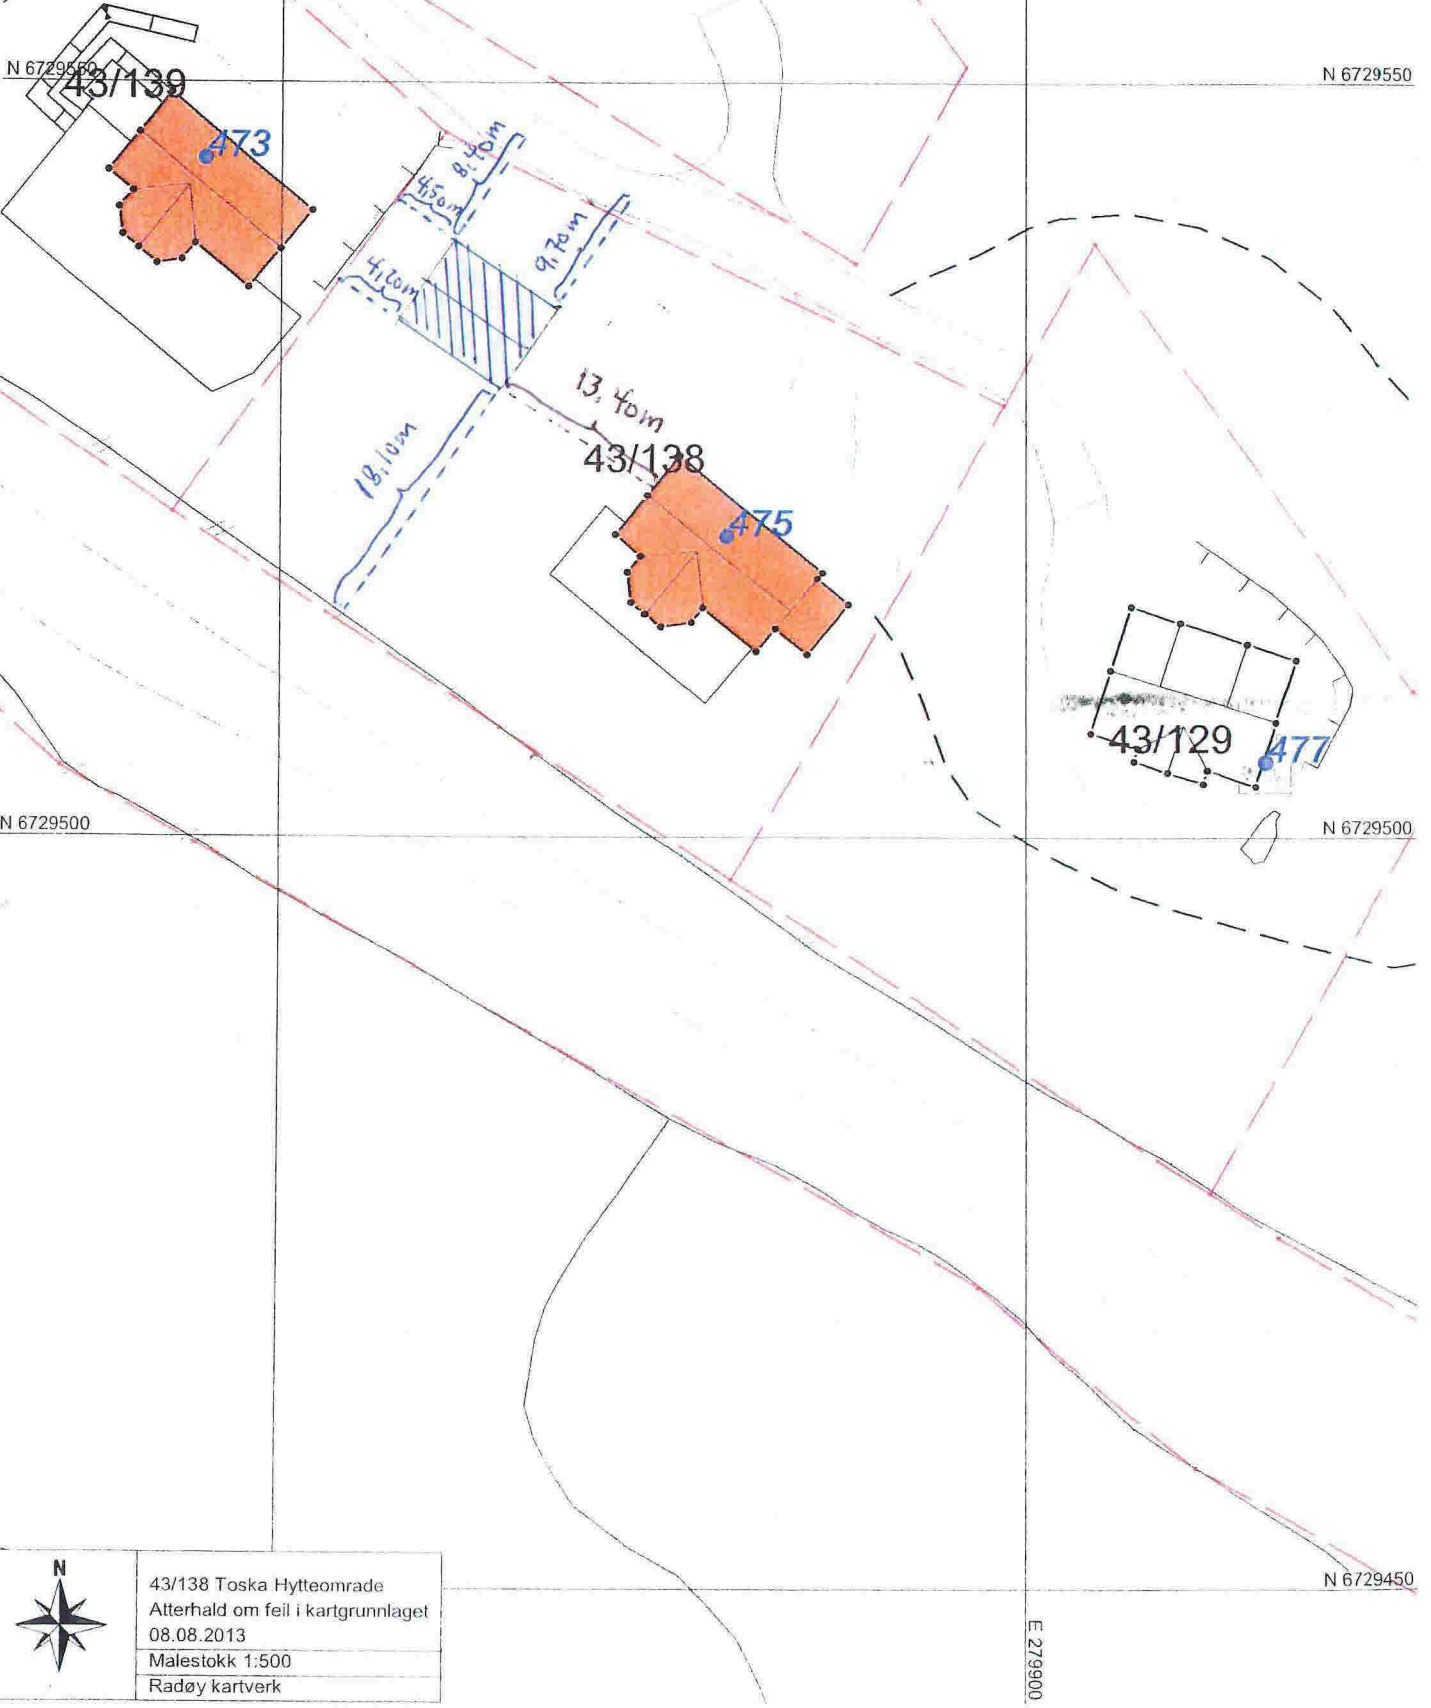 N 6729550
43/139
N 6729550
473
8,40m
4,50m
9,70m
4,20m
13,40m
18,10m
43/138
475
43/129
477
N 6729500
N 6729500
N 6729450
E 279900
N
43/138 Toska Hytteomrade
Atterhald om feil i kartgrunnlaget
08.08.2013
Malestokk 1:500
Radøy kartverk